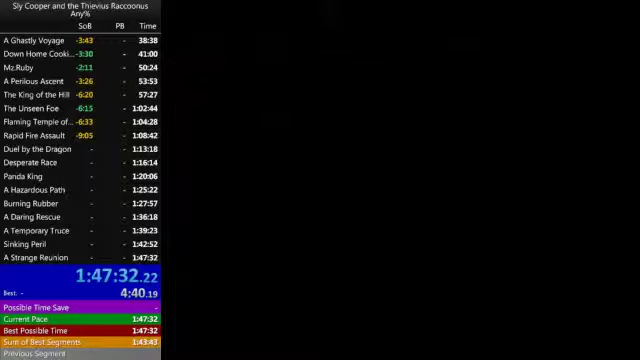 Sly Cooper and the Thievius Raccoonus
Any%
SoB PB Time
A Ghastly Voyage -3:43 - 38:38
Down Home Cooki... -3:30 - 41:00
Mz.Ruby -2:11 - 50:24
A Perilous Ascent -3:26 - 53:53
The King of the Hill -6:20 - 57:27
The Unseen Foe -6:15 - 1:02:44
Flaming Temple of... -6:33 - 1:04:28
Rapid Fire Assault -9:05 - 1:08:42
Duel by the Dragon - - 1:13:18
Desperate Race - - 1:16:14
Panda King - - 1:20:06
A Hazardous Path - - 1:25:22
Burning Rubber - - 1:27:57
A Daring Rescue - - 1:36:18
A Temporary Truce - - 1:39:23
Sinking Peril - - 1:42:52
A Strange Reunion - - 1:47:32
1:47:32.22
Best: - 4:40.19
Possible Time Save -
Current Pace 1:47:32
Best Possible Time 1:47:32
Sum of Best Segments 1:43:43
Previous Segment